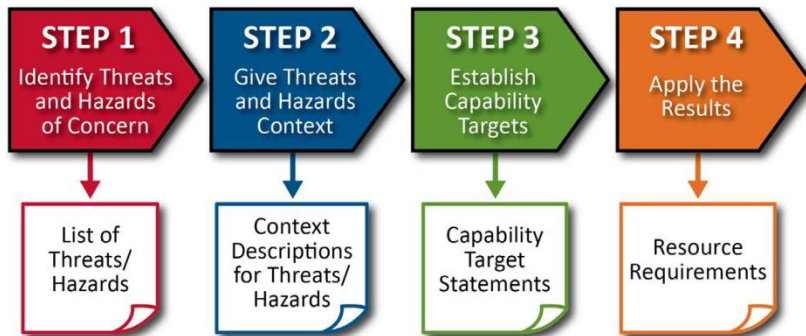 STEP 1
Identify Threats
and Hazards
of Concern
STEP 2
Give Threats
and Hazards
Context
STEP 3
Establish
Capability
Targets
STEP 4
Apply the
Results
List of
Threats/
Hazards
Context
Descriptions
for Threats/
Hazards
Capability
Target
Statements
Resource
Requirements